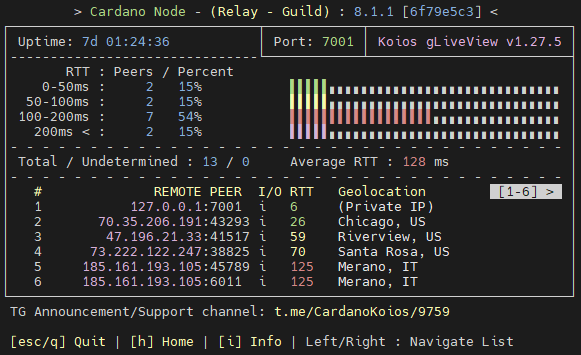 > Cardano Node - (Relay - Guild) : 8.1.1 [6f79e5c3] <
Uptime: 7d 01:24:36 Port: 7001 Koios gLiveView v1.27.5
RTT : Peers / Percent
0-50ms : 2 15%
50-100ms : 2 15%
100-200ms : 7 54%
200ms < : 2 15%
Total / Undetermined : 13 / 0 Average RTT : 128 ms
# REMOTE PEER I/O RTT Geolocation [1-6] >
1 127.0.0.1:7001 i 6 (Private IP)
2 70.35.206.191:43293 i 26 Chicago, US
3 47.196.21.33:41517 i 59 Riverview, US
4 73.222.122.247:38825 i 70 Santa Rosa, US
5 185.161.193.105:45789 i 125 Merano, IT
6 185.161.193.105:6011 i 125 Merano, IT
TG Announcement/Support channel: t.me/CardanoKoios/9759
[esc/q] Quit | [h] Home | [i] Info | Left/Right : Navigate List